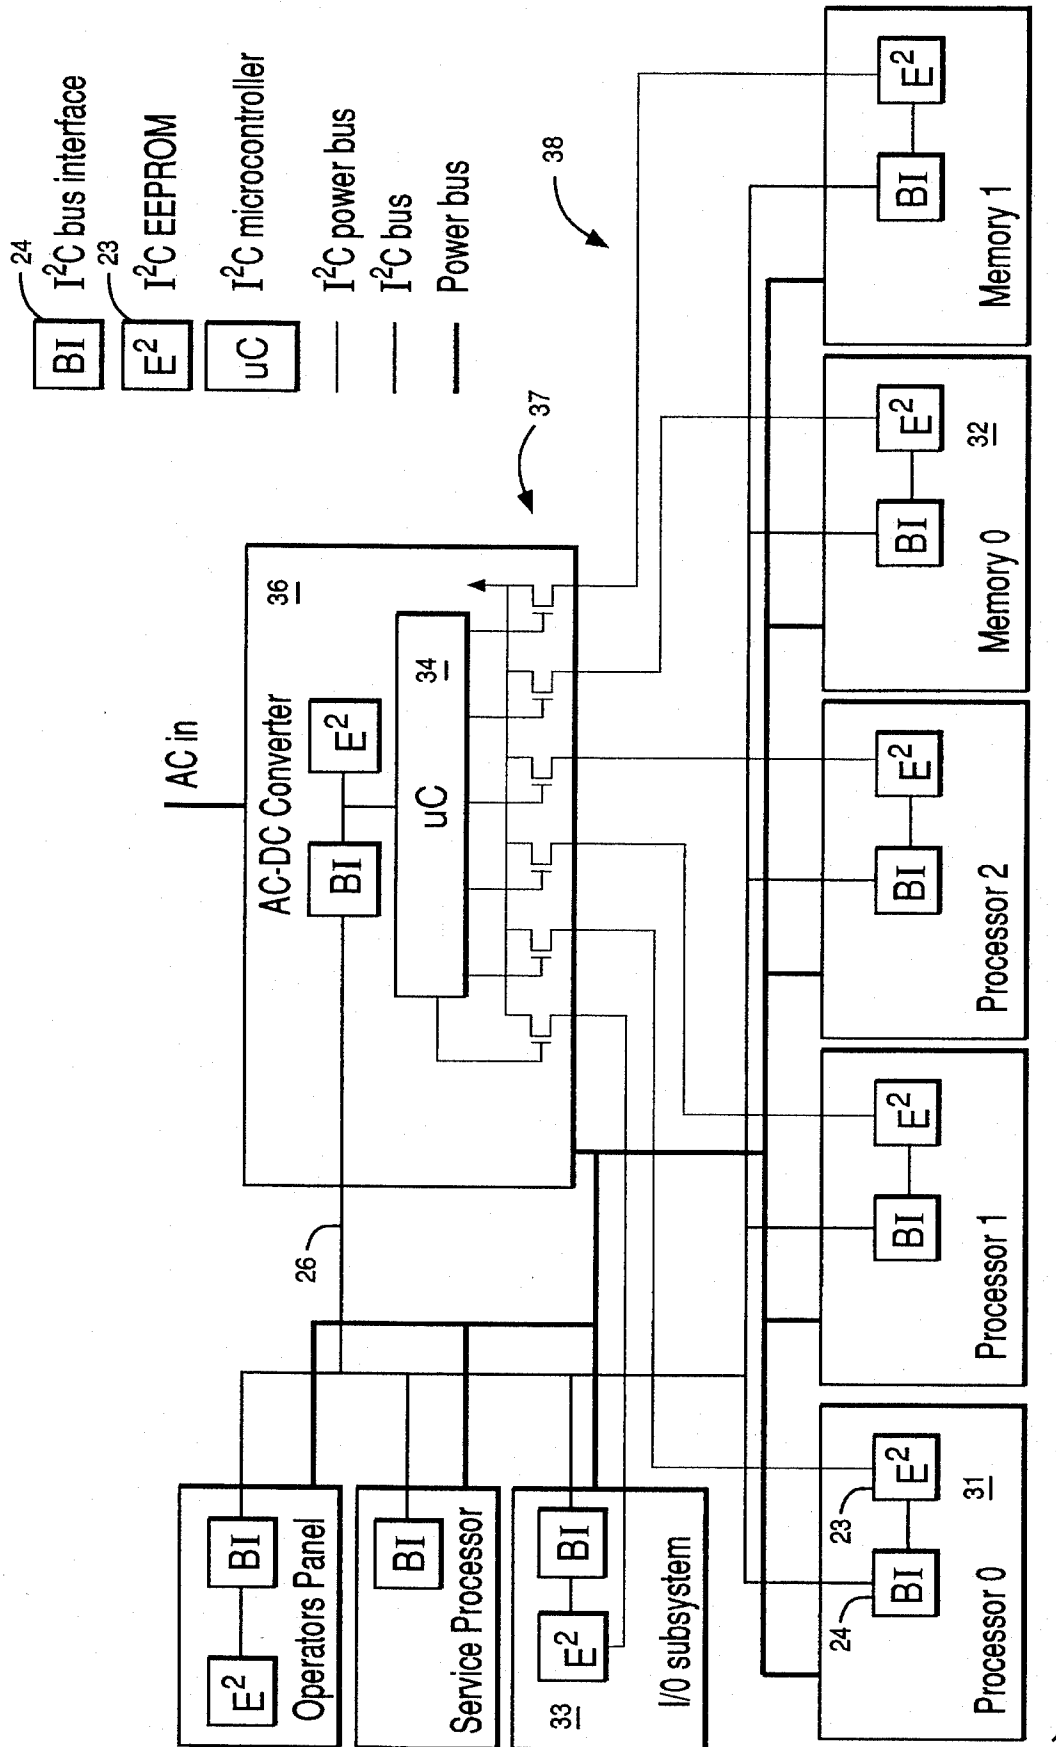 24
BI I²C bus interface
23
E² I²C EEPROM
uC I²C microcontroller
I²C power bus
I²C bus
Power bus
AC in
AC-DC Converter
36
BI
E²
uC
34
37
38
26
Operators Panel
E²
BI
Service Processor
BI
I/0 subsystem
33
E²
BI
Processor 0
31
24
BI
23
E²
Processor 1
BI
E²
Processor 2
BI
E²
Memory 0
32
BI
E²
Memory 1
BI
E²